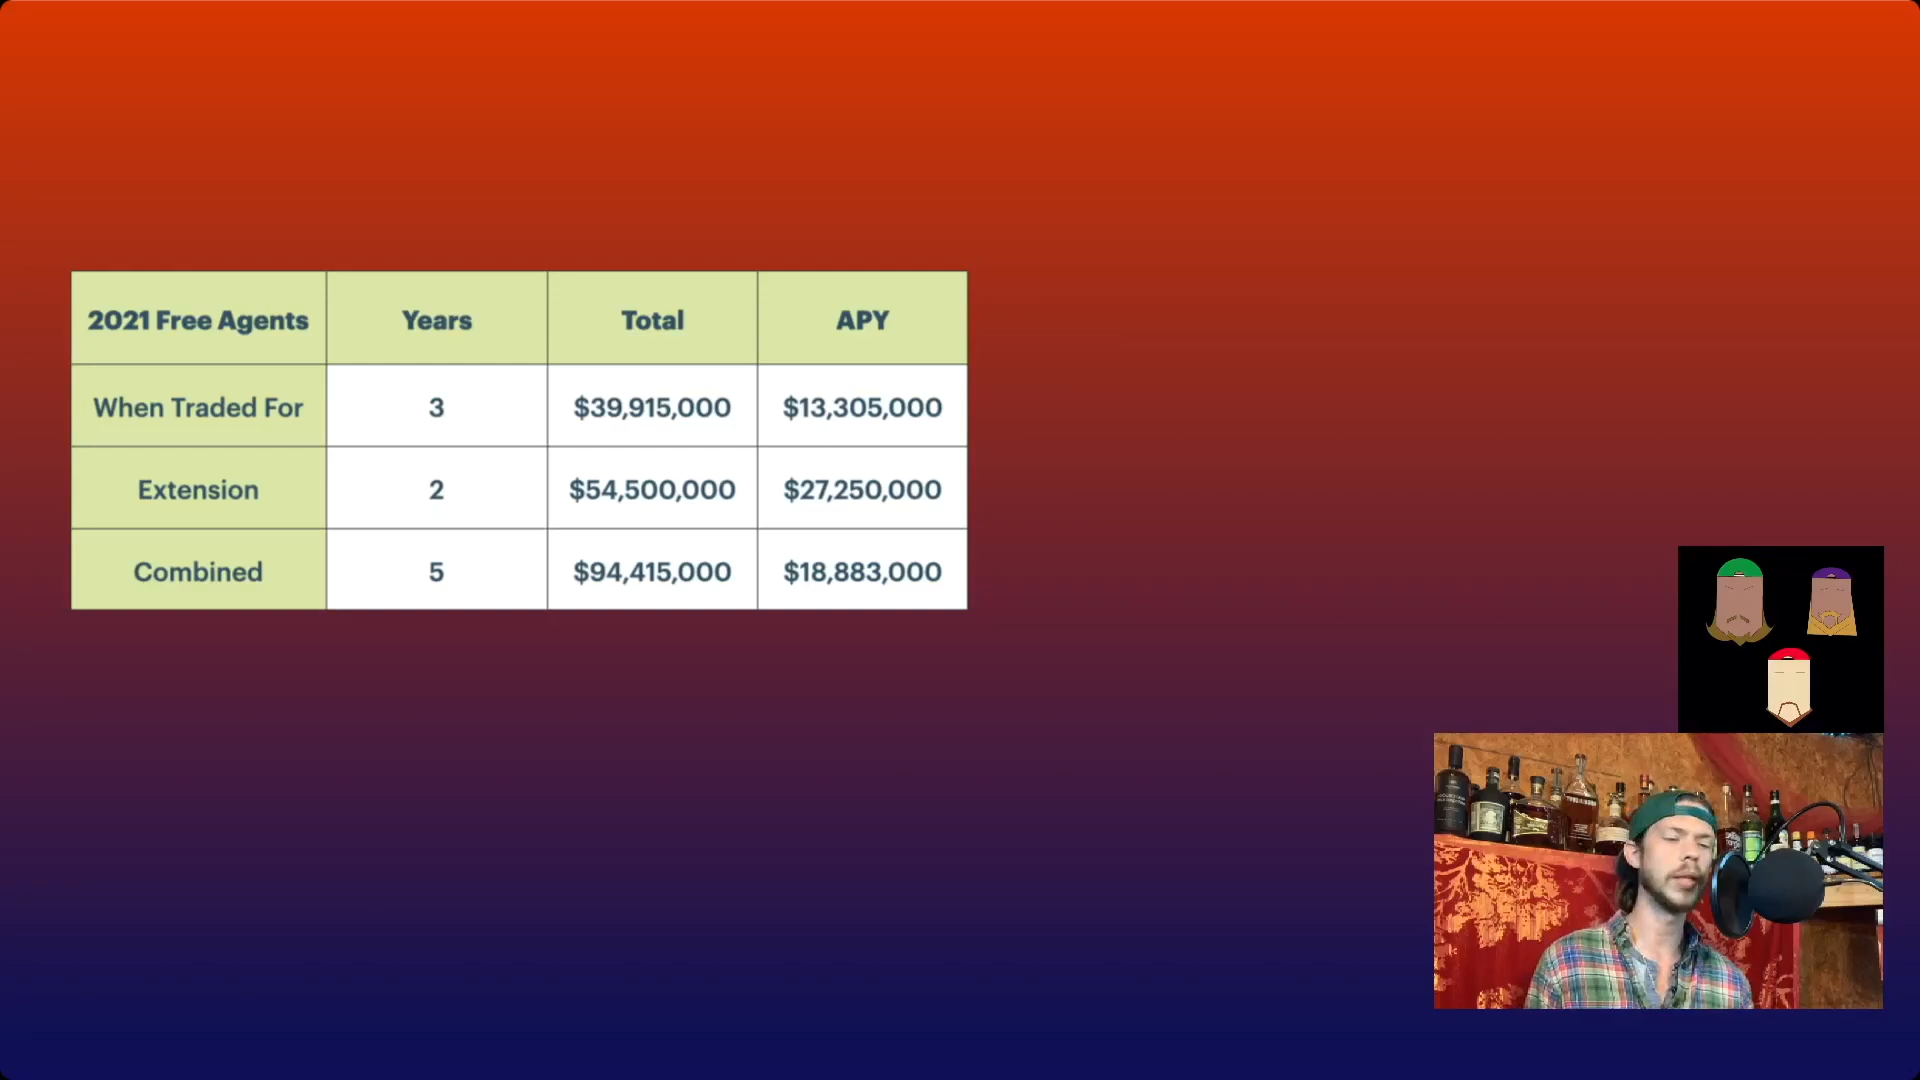 2021 Free Agents Years Total APY
When Traded For 3 $39,915,000 $13,305,000
Extension 2 $54,500,000 $27,250,000
Combined 5 $94,415,000 $18,883,000